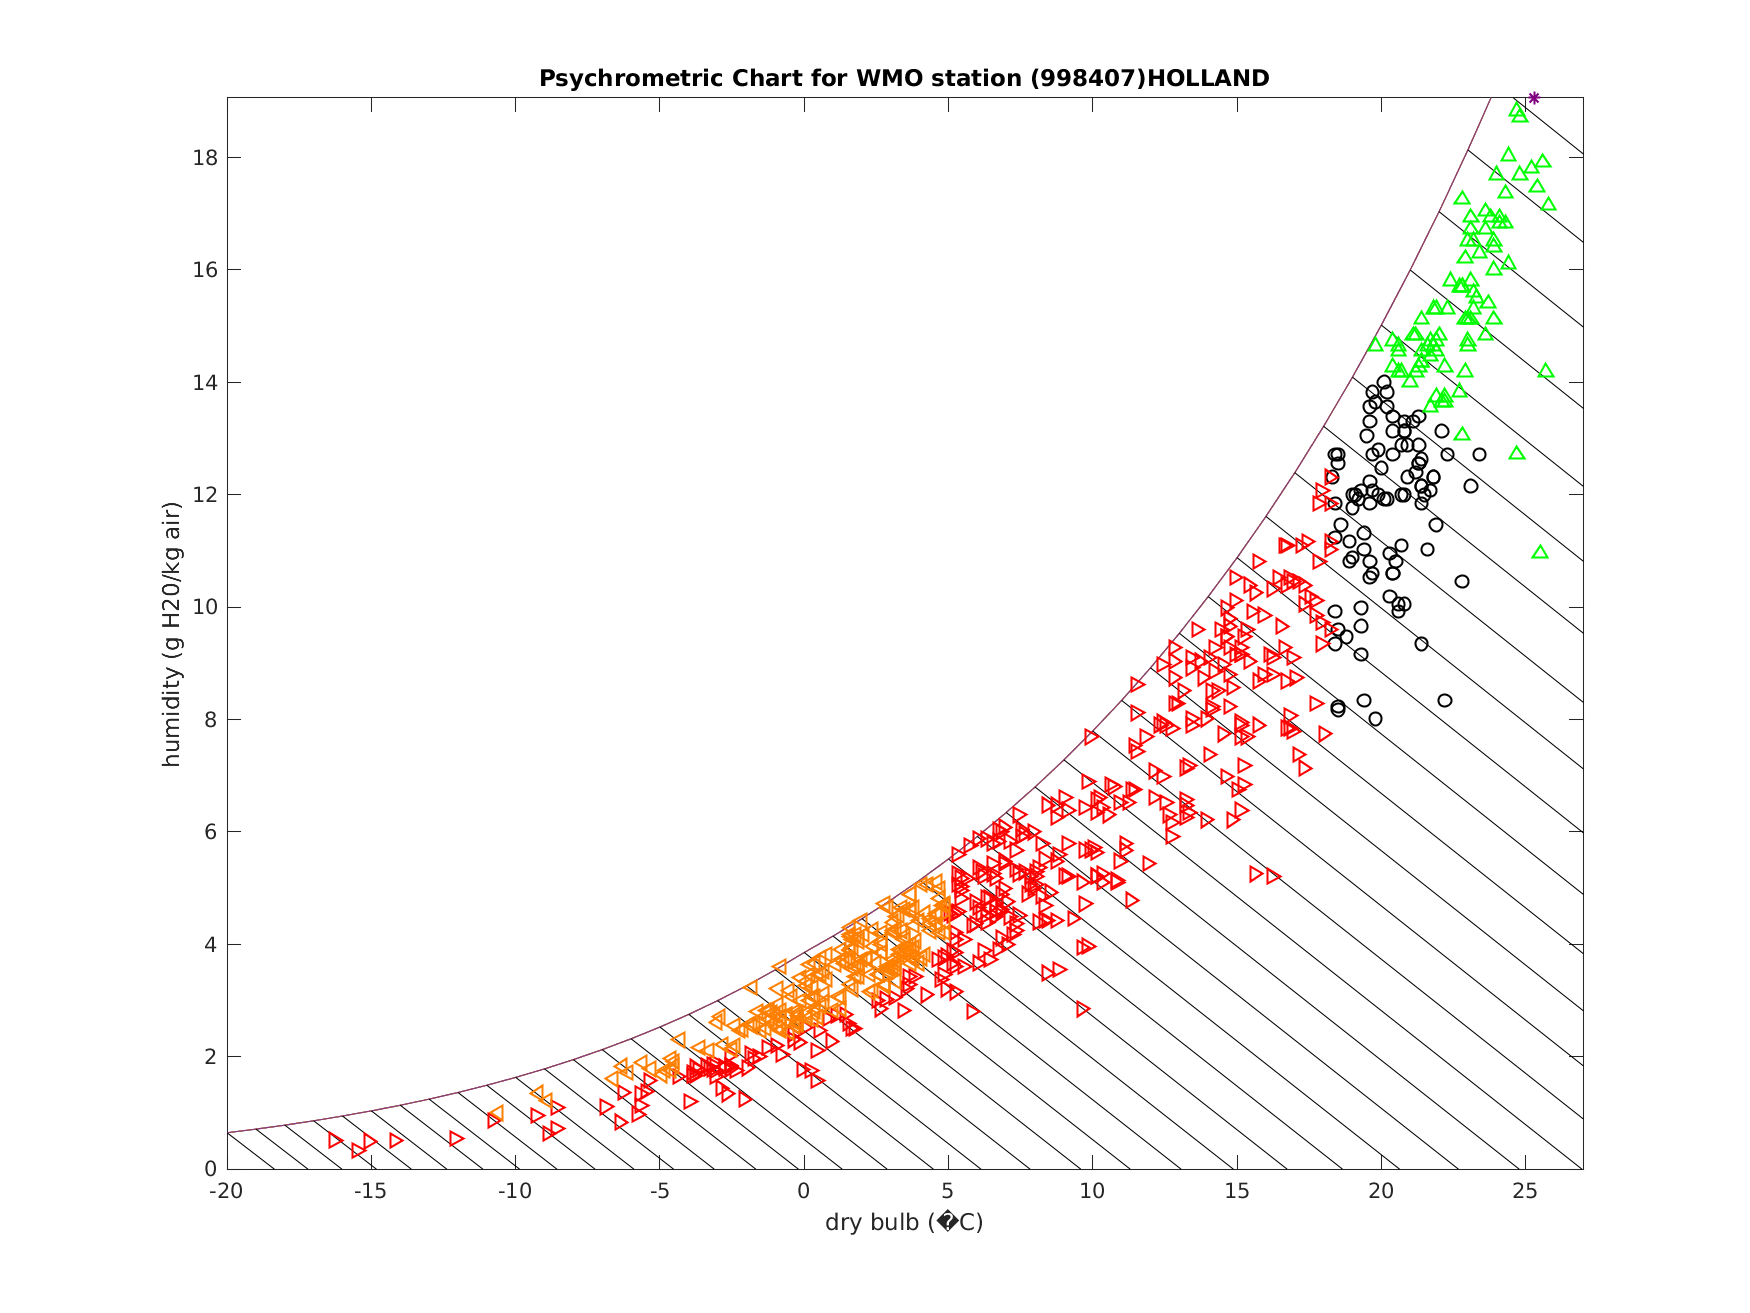 Psychrometric Chart for WMO station (998407)HOLLAND
18
16
14
12
10
8
6
4
2
0
humidity (g H20/kg air)
-20 -15 -10 -5 0 5 10 15 20 25
dry bulb (�C)